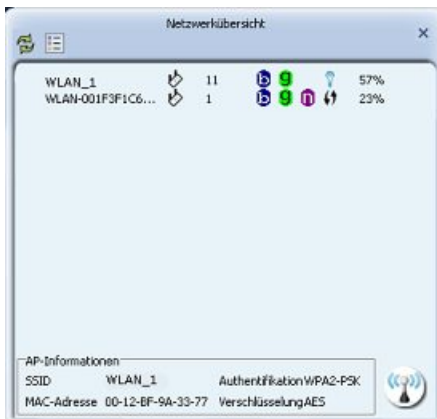 Netzwerkübersicht
WLAN_1 11 b g 57%
WLAN-001F3F1C6... 1 b g n 23%
AP-Informationen
SSID WLAN_1 Authentifikation WPA2-PSK
MAC-Adresse 00-12-BF-9A-33-77 Verschlüsselung AES